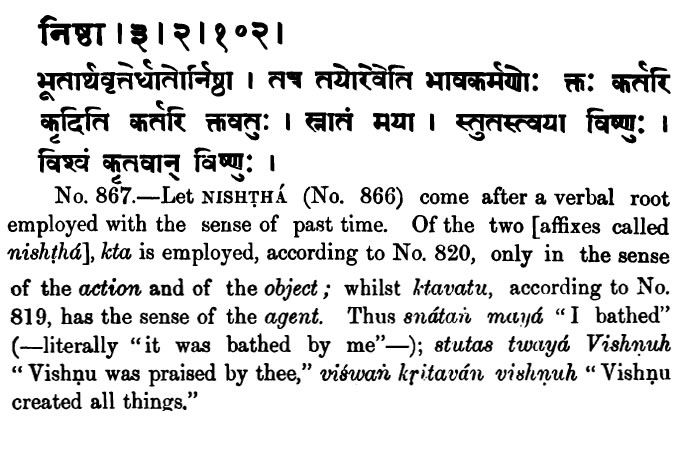 निष्ठा । ३ । २ । १०२ ।
भूतार्थवृत्तेर्धातोर्निष्ठा । तच तयोरेवेति भाषकर्मणोः क्तः कर्तरि
कृदिति कर्तरि क्तवतुः । स्नातं मया । स्तुतस्त्वया विष्णुः ।
विश्वं कृतवान् विष्णुः ।
No. 867.—Let NISHṬHÁ (No. 866) come after a verbal root
employed with the sense of past time. Of the two [affixes called
nishṭhá], kta is employed, according to No. 820, only in the sense
of the action and of the object; whilst ktavatu, according to No.
819, has the sense of the agent. Thus snátaṅ mayá “I bathed”
(—literally “it was bathed by me”—); stutas twayá Vishṇuh
“Vishṇu was praised by thee,” viśwaṅ kṛitaván vishṇuh “Vishṇu
created all things.”